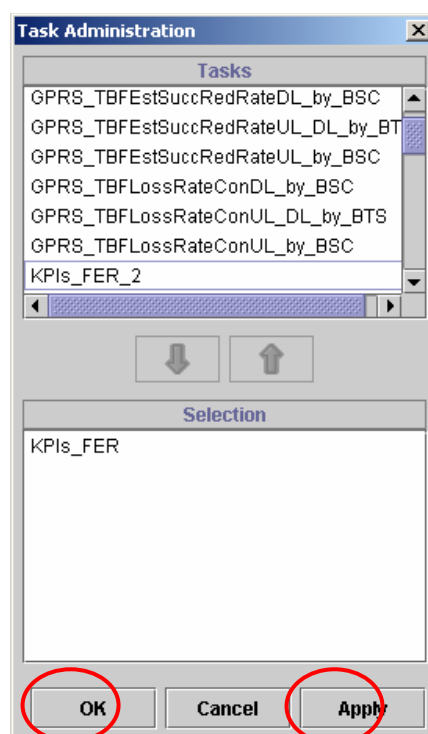 Task Administration
Tasks
GPRS_TBFEstSuccRedRateDL_by_BSC
GPRS_TBFEstSuccRedRateUL_DL_by_BT
GPRS_TBFEstSuccRedRateUL_by_BSC
GPRS_TBFLossRateConDL_by_BSC
GPRS_TBFLossRateConUL_DL_by_BTS
GPRS_TBFLossRateConUL_by_BSC
KPIs_FER_2
Selection
KPIs_FER
OK Cancel Apply